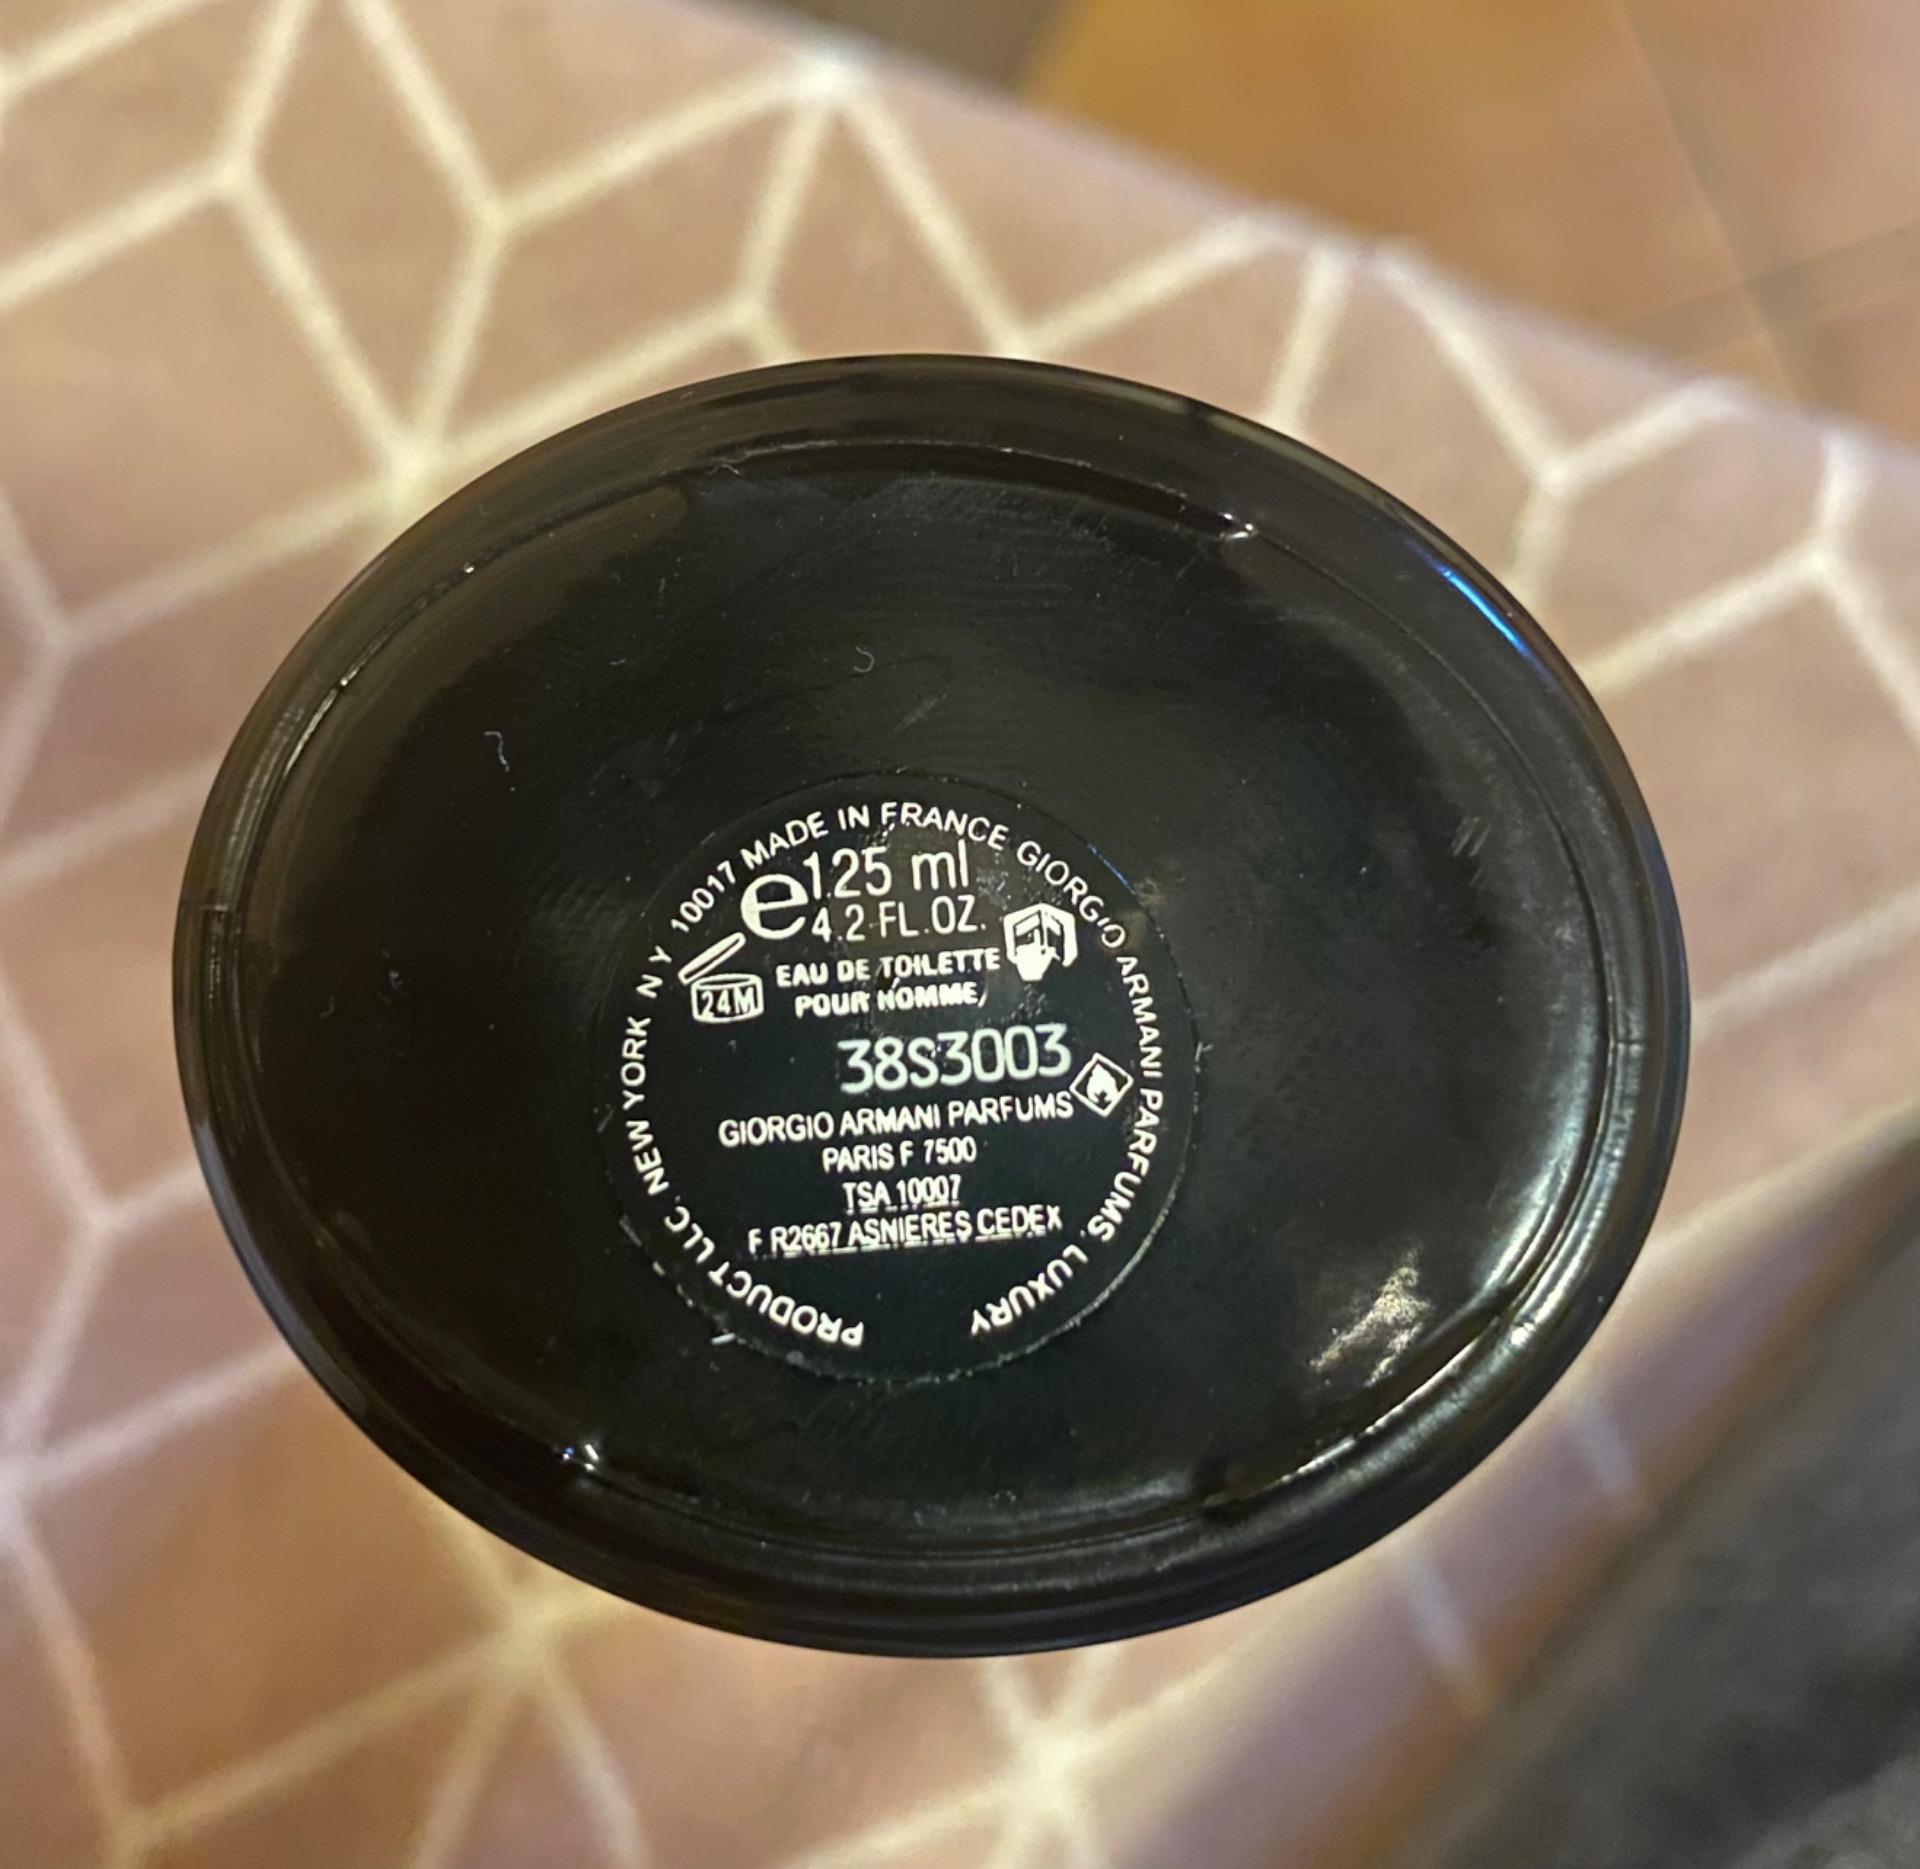 GIORGIO ARMANI PARFUMS. LUXURY PRODUCT LLC. NEW YORK N Y 10017 MADE IN FRANCE
e125 ml
4.2 FL.OZ.
24M
EAU DE TOILETTE
POUR HOMME
38S3003
GIORGIO ARMANI PARFUMS
PARIS F 7500
TSA 10007
F R2667 ASNIERES CEDEX